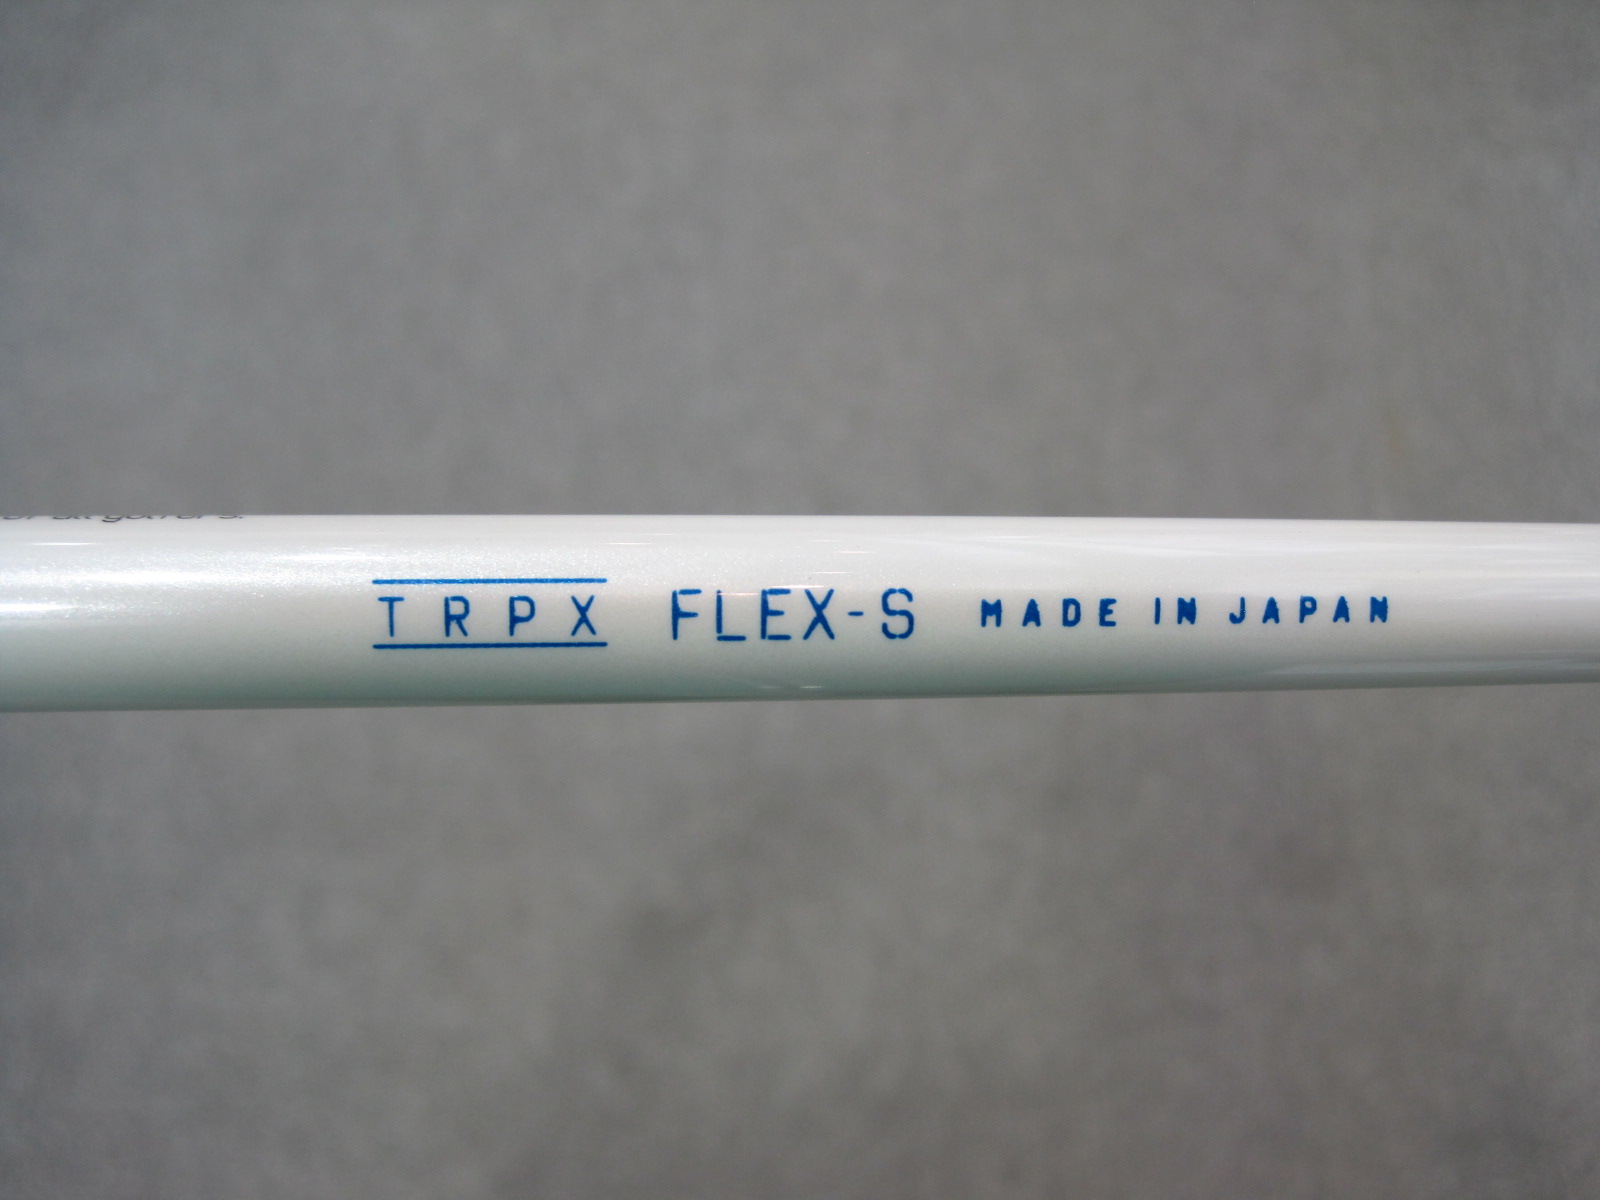 TRPX FLEX-S MADE IN JAPAN